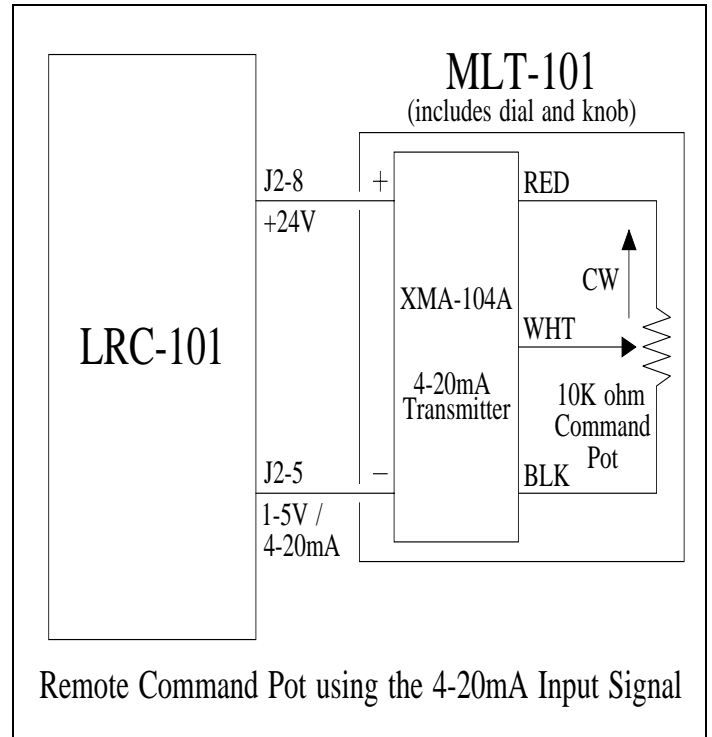 MLT-101
(includes dial and knob)
J2-8
+
RED
+24V
CW
XMA-104A
LRC-101
WHT
4-20mA
Transmitter
10K ohm
Command
Pot
J2-5
–
BLK
1-5V /
4-20mA
Remote Command Pot using the 4-20mA Input Signal